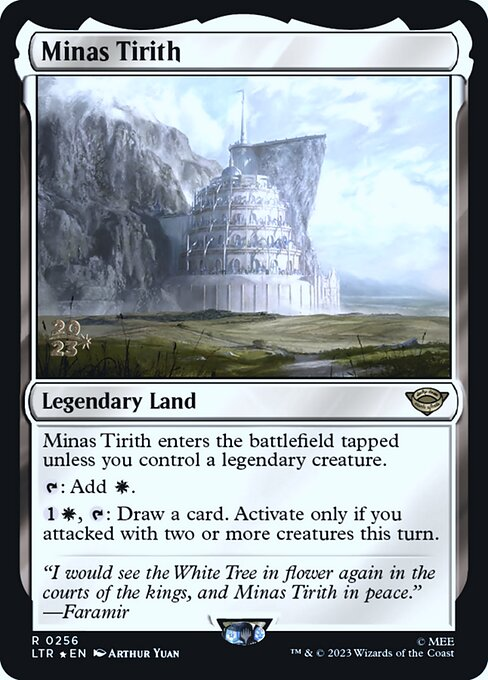 Minas Tirith
20
23
Legendary Land
Minas Tirith enters the battlefield tapped
unless you control a legendary creature.
: Add .
1 , : Draw a card. Activate only if you
attacked with two or more creatures this turn.
“I would see the White Tree in flower again in the
courts of the kings, and Minas Tirith in peace.”
—Faramir
R 0256
LTR ★ EN Arthur Yuan
© MEE
™ & © 2023 Wizards of the Coast